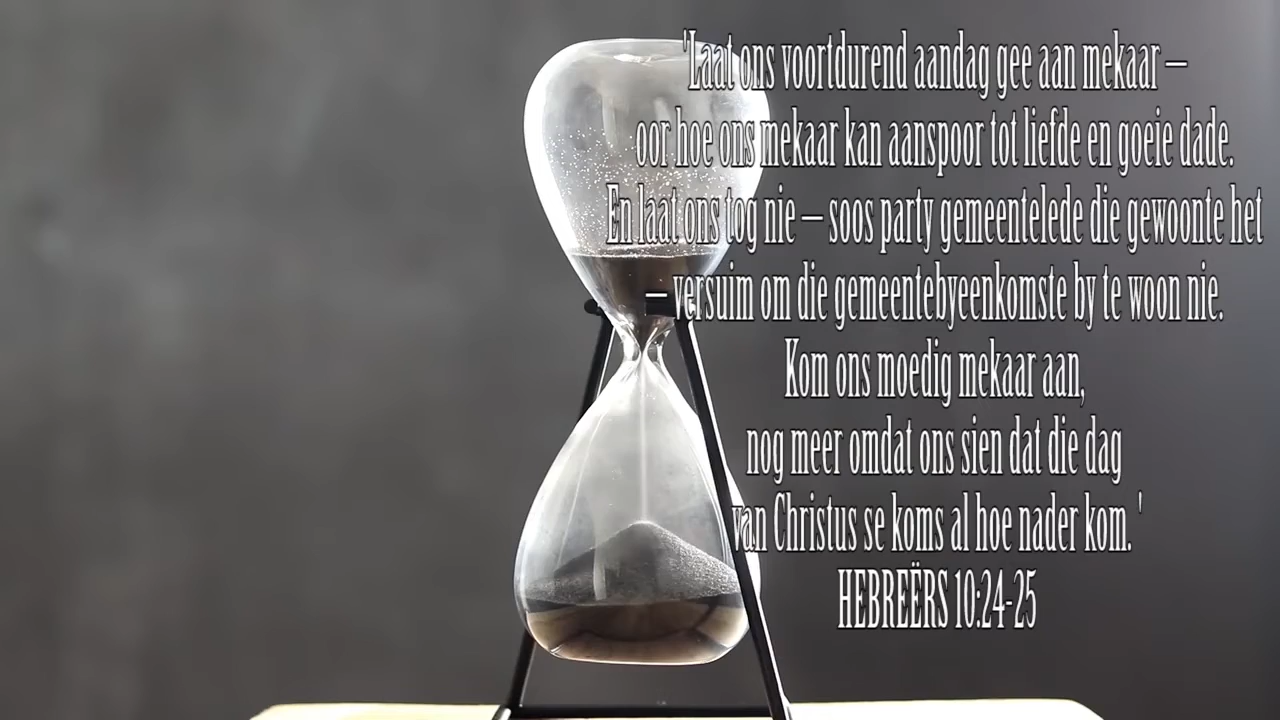 'Laat ons voortdurend aandag gee aan mekaar –
oor hoe ons mekaar kan aanspoor tot liefde en goeie dade.
En laat ons tog nie – soos party gemeentelede die gewoonte het
– versuim om die gemeentebyeenkomste by te woon nie.
Kom ons moedig mekaar aan,
nog meer omdat ons sien dat die dag
van Christus se koms al hoe nader kom. '
HEBREËRS 10:24-25